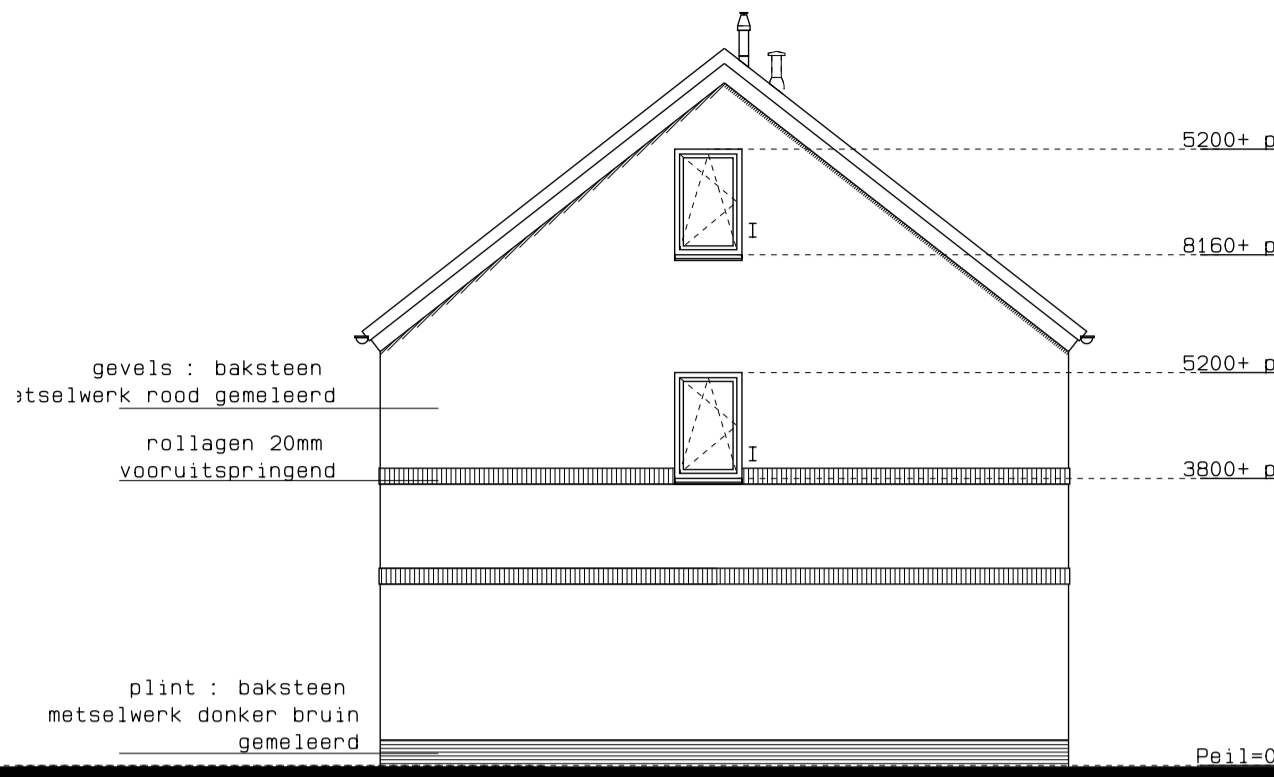 5200+ p
I
8160+ p
5200+ p
gevels : baksteen
etselwerk rood gemeleerd
rollagen 20mm
I
vooruitspringend
3800+ p
plint : baksteen
metselwerk donker bruin
gemeleerd
Peil=0